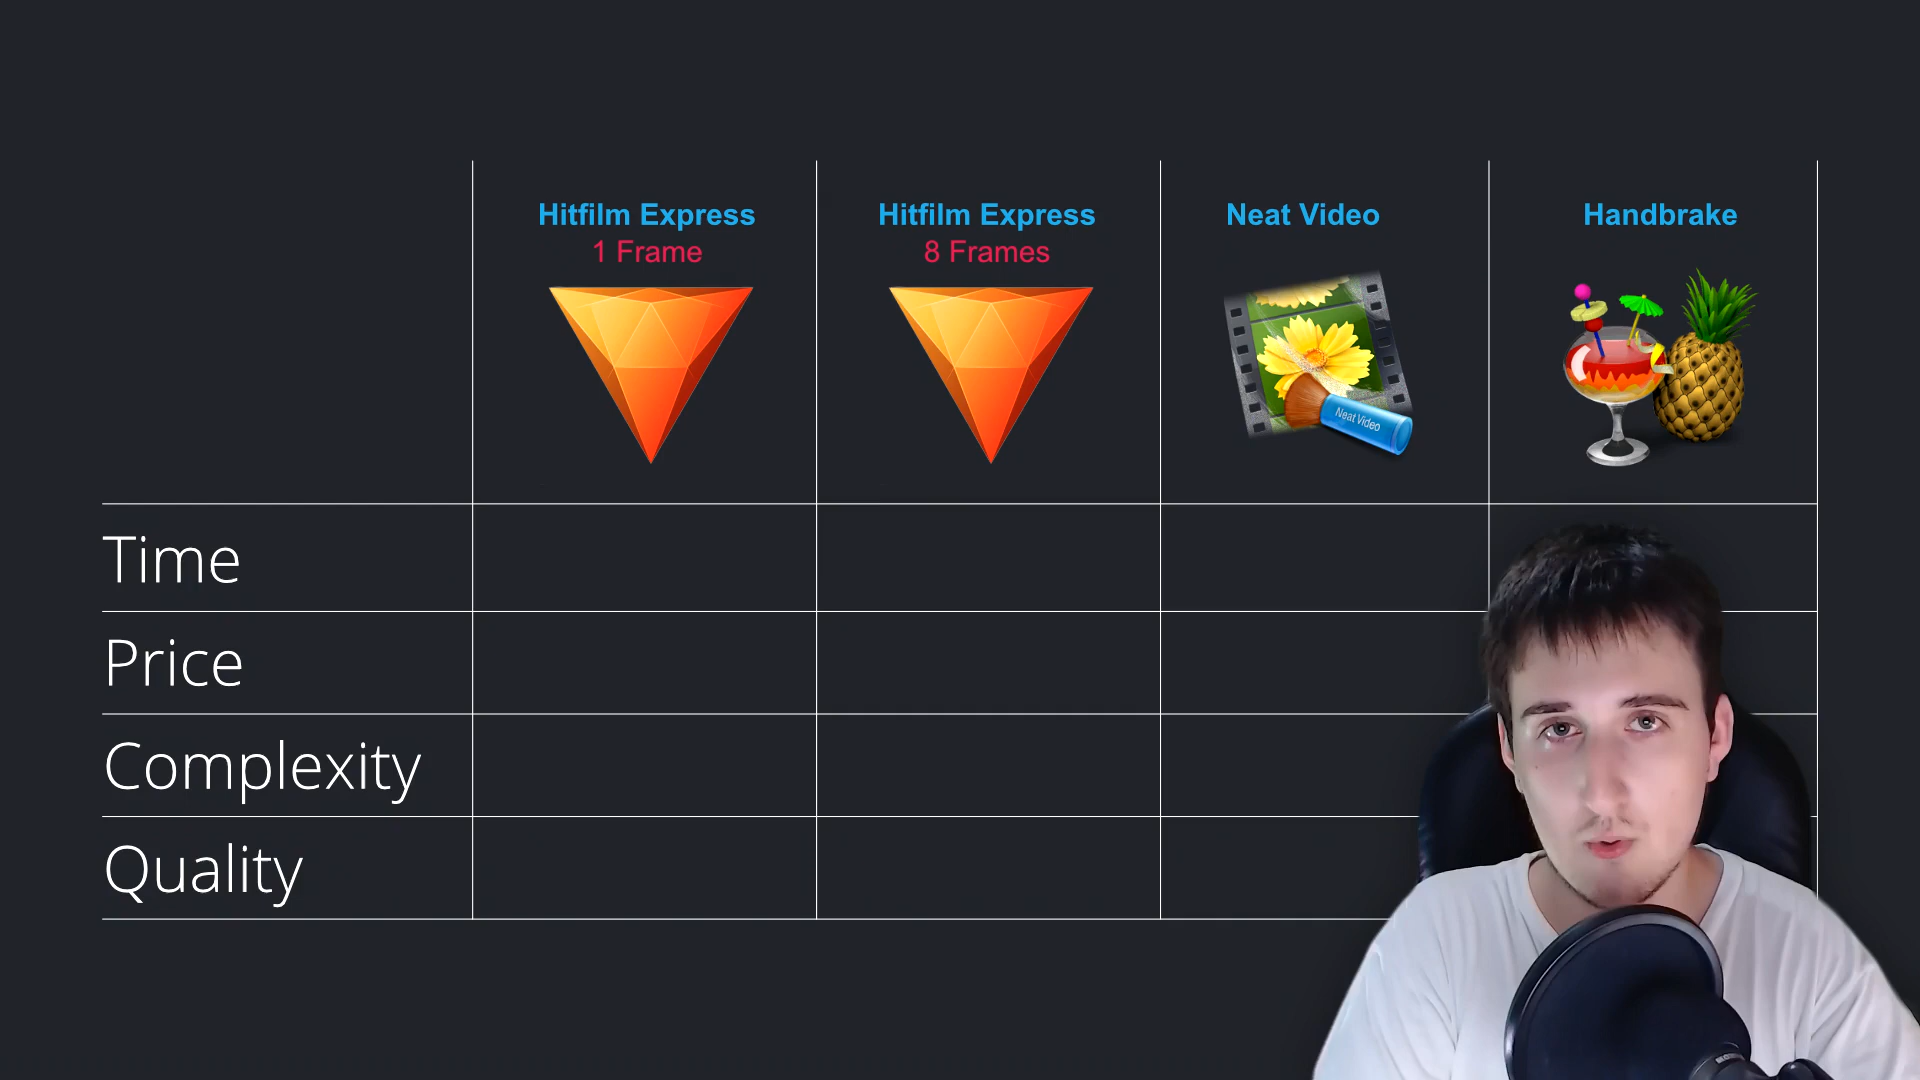 Hitfilm Express
1 Frame
Hitfilm Express
8 Frames
Neat Video
Handbrake
Neat Video
Time
Price
Complexity
Quality